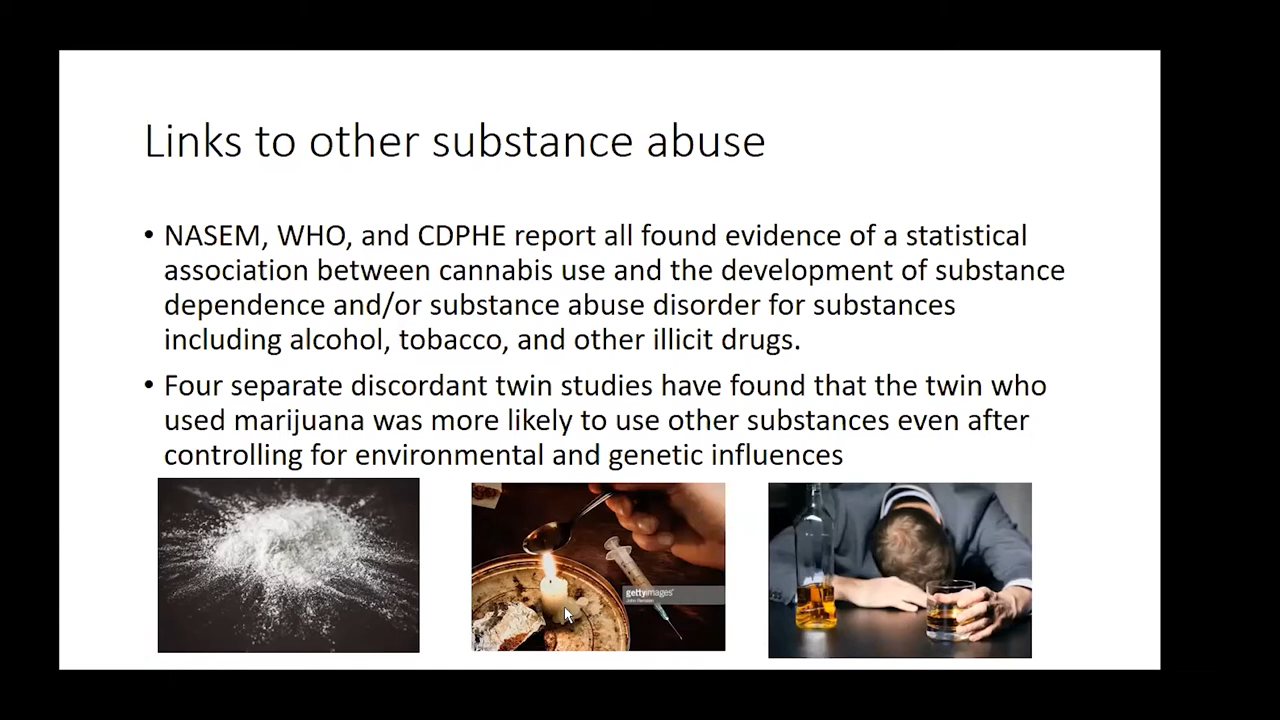 Links to other substance abuse
• NASEM, WHO, and CDPHE report all found evidence of a statistical
association between cannabis use and the development of substance
dependence and/or substance abuse disorder for substances
including alcohol, tobacco, and other illicit drugs.
• Four separate discordant twin studies have found that the twin who
used marijuana was more likely to use other substances even after
controlling for environmental and genetic influences
gettyimages